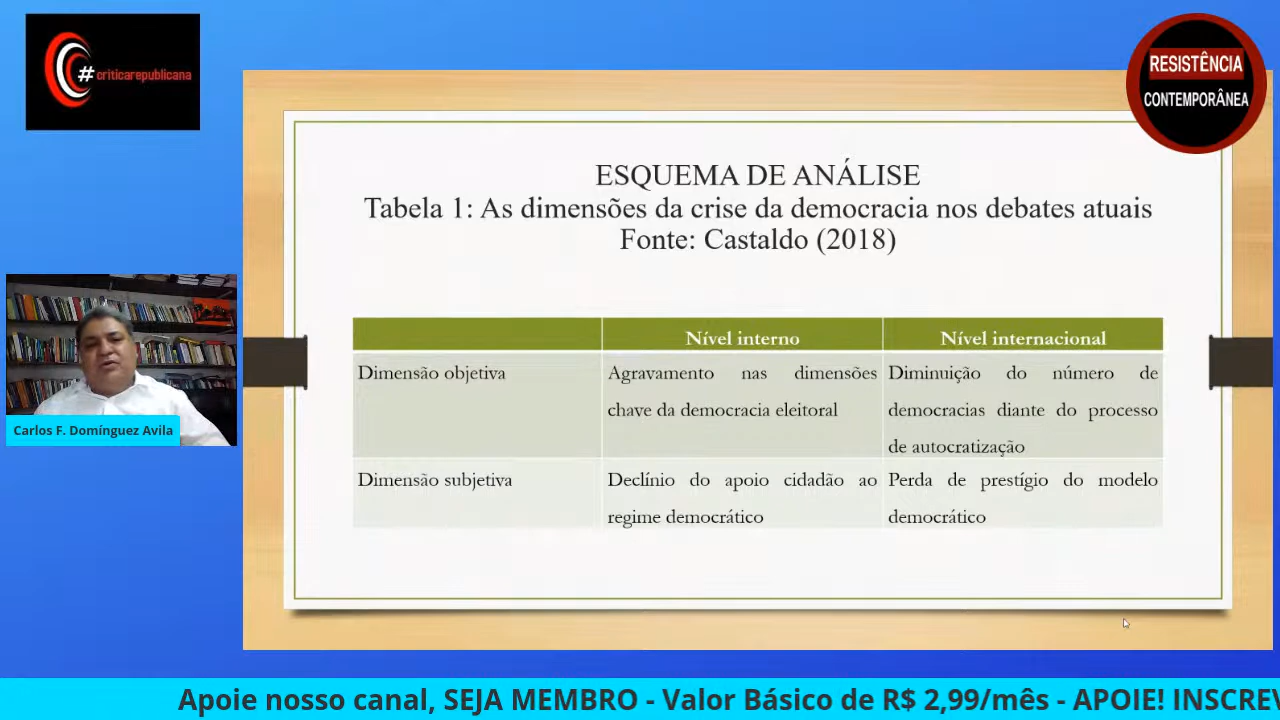 #criticarepublicana
RESISTÊNCIA
CONTEMPORÂNEA
ESQUEMA DE ANÁLISE
Tabela 1: As dimensões da crise da democracia nos debates atuais
Fonte: Castaldo (2018)
Nível interno
Nível internacional
Dimensão objetiva
Agravamento nas dimensões
chave da democracia eleitoral
Diminuição do número de
democracias diante do processo
de autocratização
Dimensão subjetiva
Declínio do apoio cidadão ao
regime democrático
Perda de prestígio do modelo
democrático
Carlos F. Domínguez Avila
Apoie nosso canal, SEJA MEMBRO - Valor Básico de R$ 2,99/mês - APOIE! INSCREV